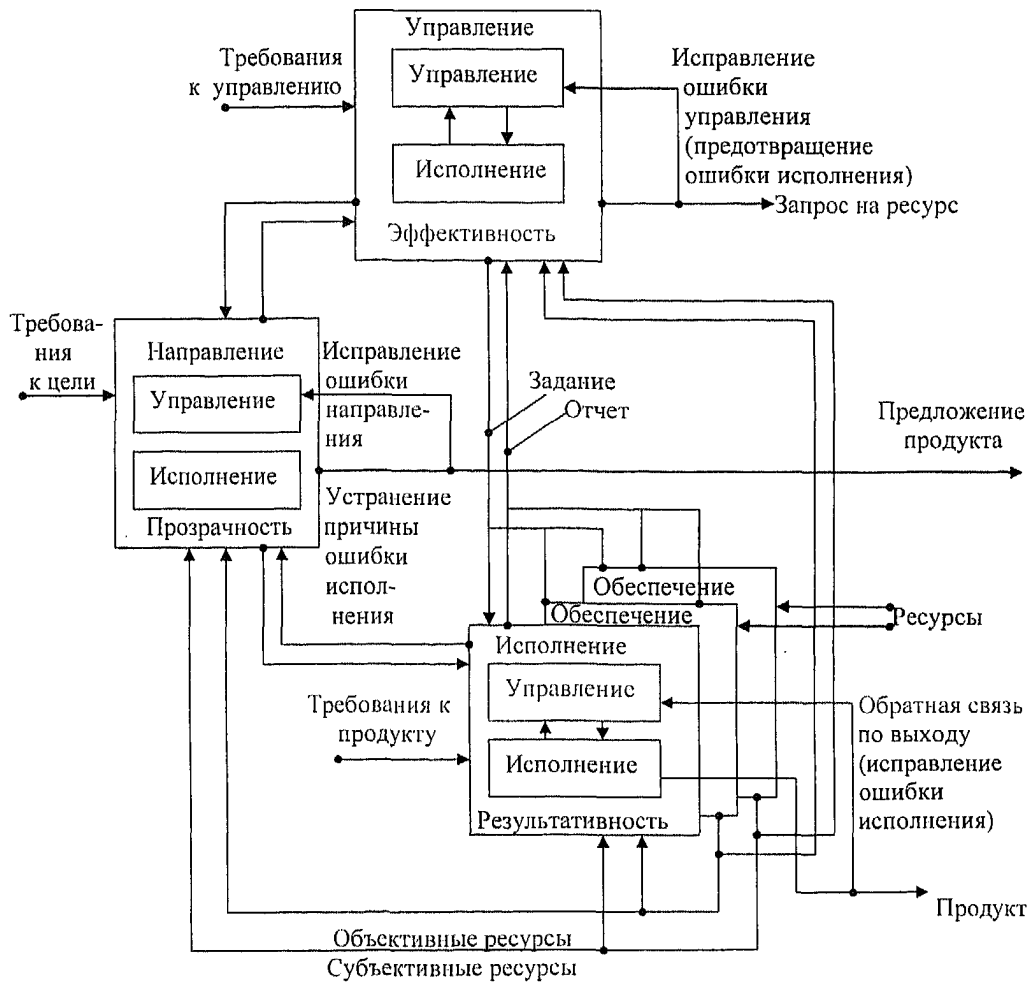 Управление
Требования
к управлению
Управление
Исполнение
Эффективность
Исправление
ошибки
управления
(предотвращение
ошибки исполнения)
Запрос на ресурс
Требова-
ния
к цели
Направление
Управление
Исполнение
Прозрачность
Исправление
ошибки
направле-
ния
Задание
Отчет
Предложение
продукта
Устранение
причины
ошибки
испол-
нения
Обеспечение
Обеспечение
Ресурсы
Исполнение
Управление
Исполнение
Результативность
Требования к
продукту
Обратная связь
по выходу
(исправление
ошибки
исполнения)
Продукт
Объективные ресурсы
Субъективные ресурсы